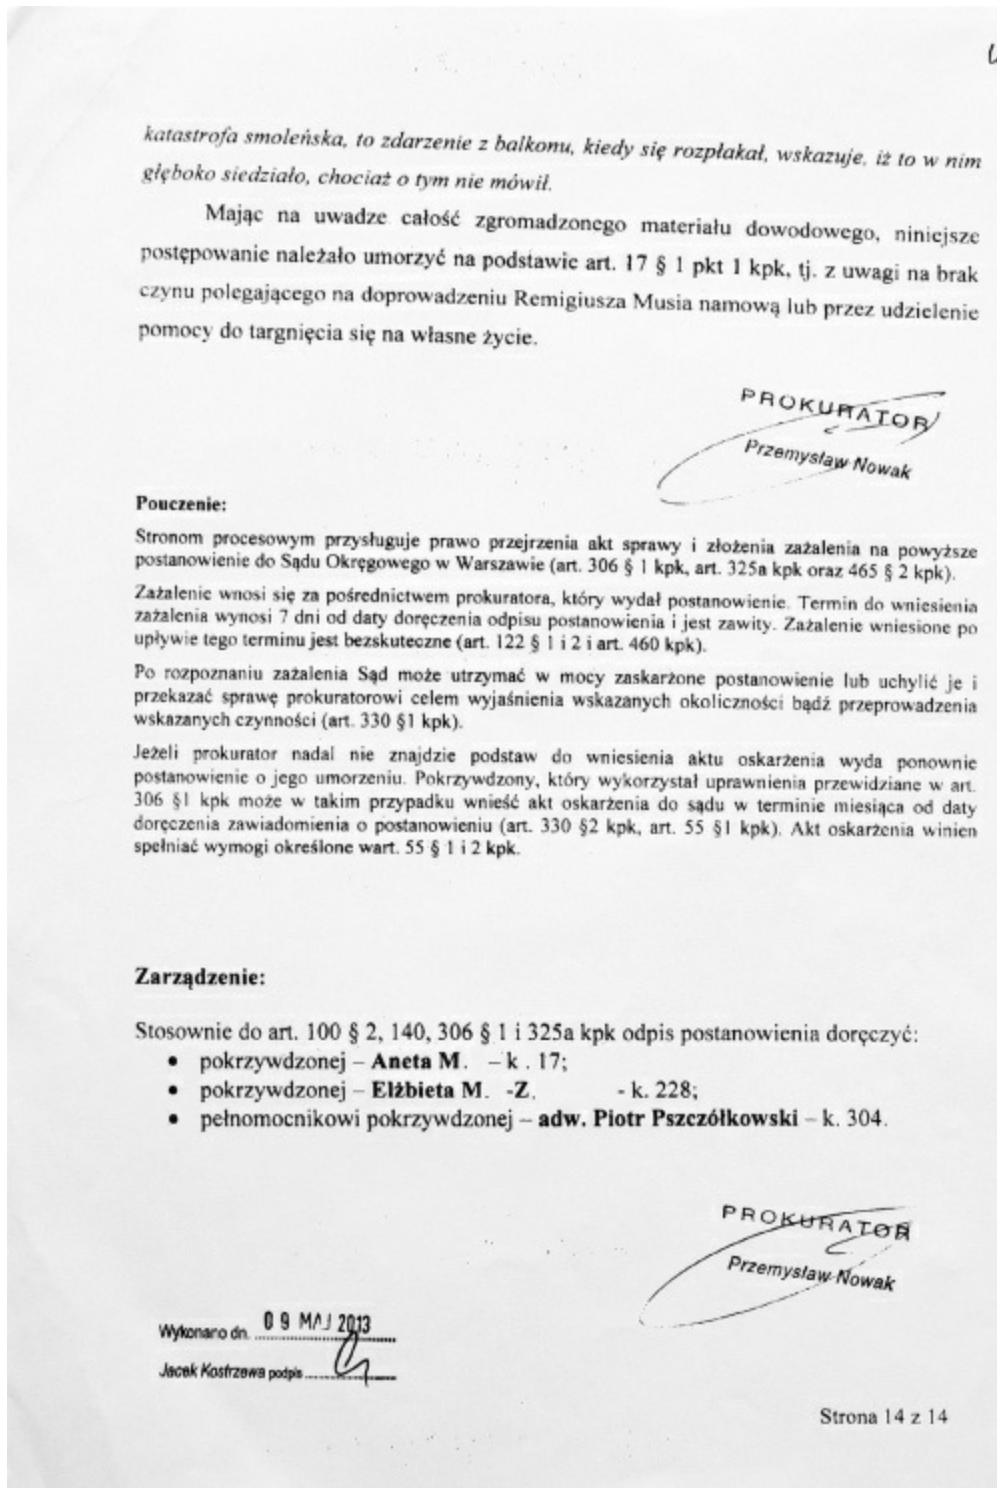 katastrofa smoleńska, to zdarzenie z balkonu, kiedy się rozpłakał, wskazuje, iż to w nim
głęboko siedziało, chociaż o tym nie mówił.
Mając na uwadze całość zgromadzonego materiału dowodowego, niniejsze
postępowanie należało umorzyć na podstawie art. 17 § 1 pkt 1 kpk, tj. z uwagi na brak
czynu polegającego na doprowadzeniu Remigiusza Musia namową lub przez udzielenie
pomocy do targnięcia się na własne życie.
PROKURATOR
Przemysław Nowak
Pouczenie:
Stronom procesowym przysługuje prawo przejrzenia akt sprawy i złożenia zażalenia na powyższe
postanowienie do Sądu Okręgowego w Warszawie (art. 306 § 1 kpk, art. 325a kpk oraz 465 § 2 kpk).
Zażalenie wnosi się za pośrednictwem prokuratora, który wydał postanowienie. Termin do wniesienia
zażalenia wynosi 7 dni od daty doręczenia odpisu postanowienia i jest zawity. Zażalenie wniesione po
upływie tego terminu jest bezskuteczne (art. 122 § 1 i 2 i art. 460 kpk).
Po rozpoznaniu zażalenia Sąd może utrzymać w mocy zaskarżone postanowienie lub uchylić je i
przekazać sprawę prokuratorowi celem wyjaśnienia wskazanych okoliczności bądź przeprowadzenia
wskazanych czynności (art. 330 §1 kpk).
Jeżeli prokurator nadal nie znajdzie podstaw do wniesienia aktu oskarżenia wyda ponownie
postanowienie o jego umorzeniu. Pokrzywdzony, który wykorzystał uprawnienia przewidziane w art.
306 §1 kpk może w takim przypadku wnieść akt oskarżenia do sądu w terminie miesiąca od daty
doręczenia zawiadomienia o postanowieniu (art. 330 §2 kpk, art. 55 §1 kpk). Akt oskarżenia winien
spełniać wymogi określone wart. 55 § 1 i 2 kpk.
Zarządzenie:
Stosownie do art. 100 § 2, 140, 306 § 1 i 325a kpk odpis postanowienia doręczyć:
• pokrzywdzonej – Aneta M. – k . 17;
• pokrzywdzonej – Elżbieta M. -Z. - k. 228;
• pełnomocnikowi pokrzywdzonej – adw. Piotr Pszczółkowski – k. 304.
PROKURATOR
Przemysław Nowak
Wykonano dn. 09 MAJ 2013
Jacek Kostrzewa podpis
Strona 14 z 14